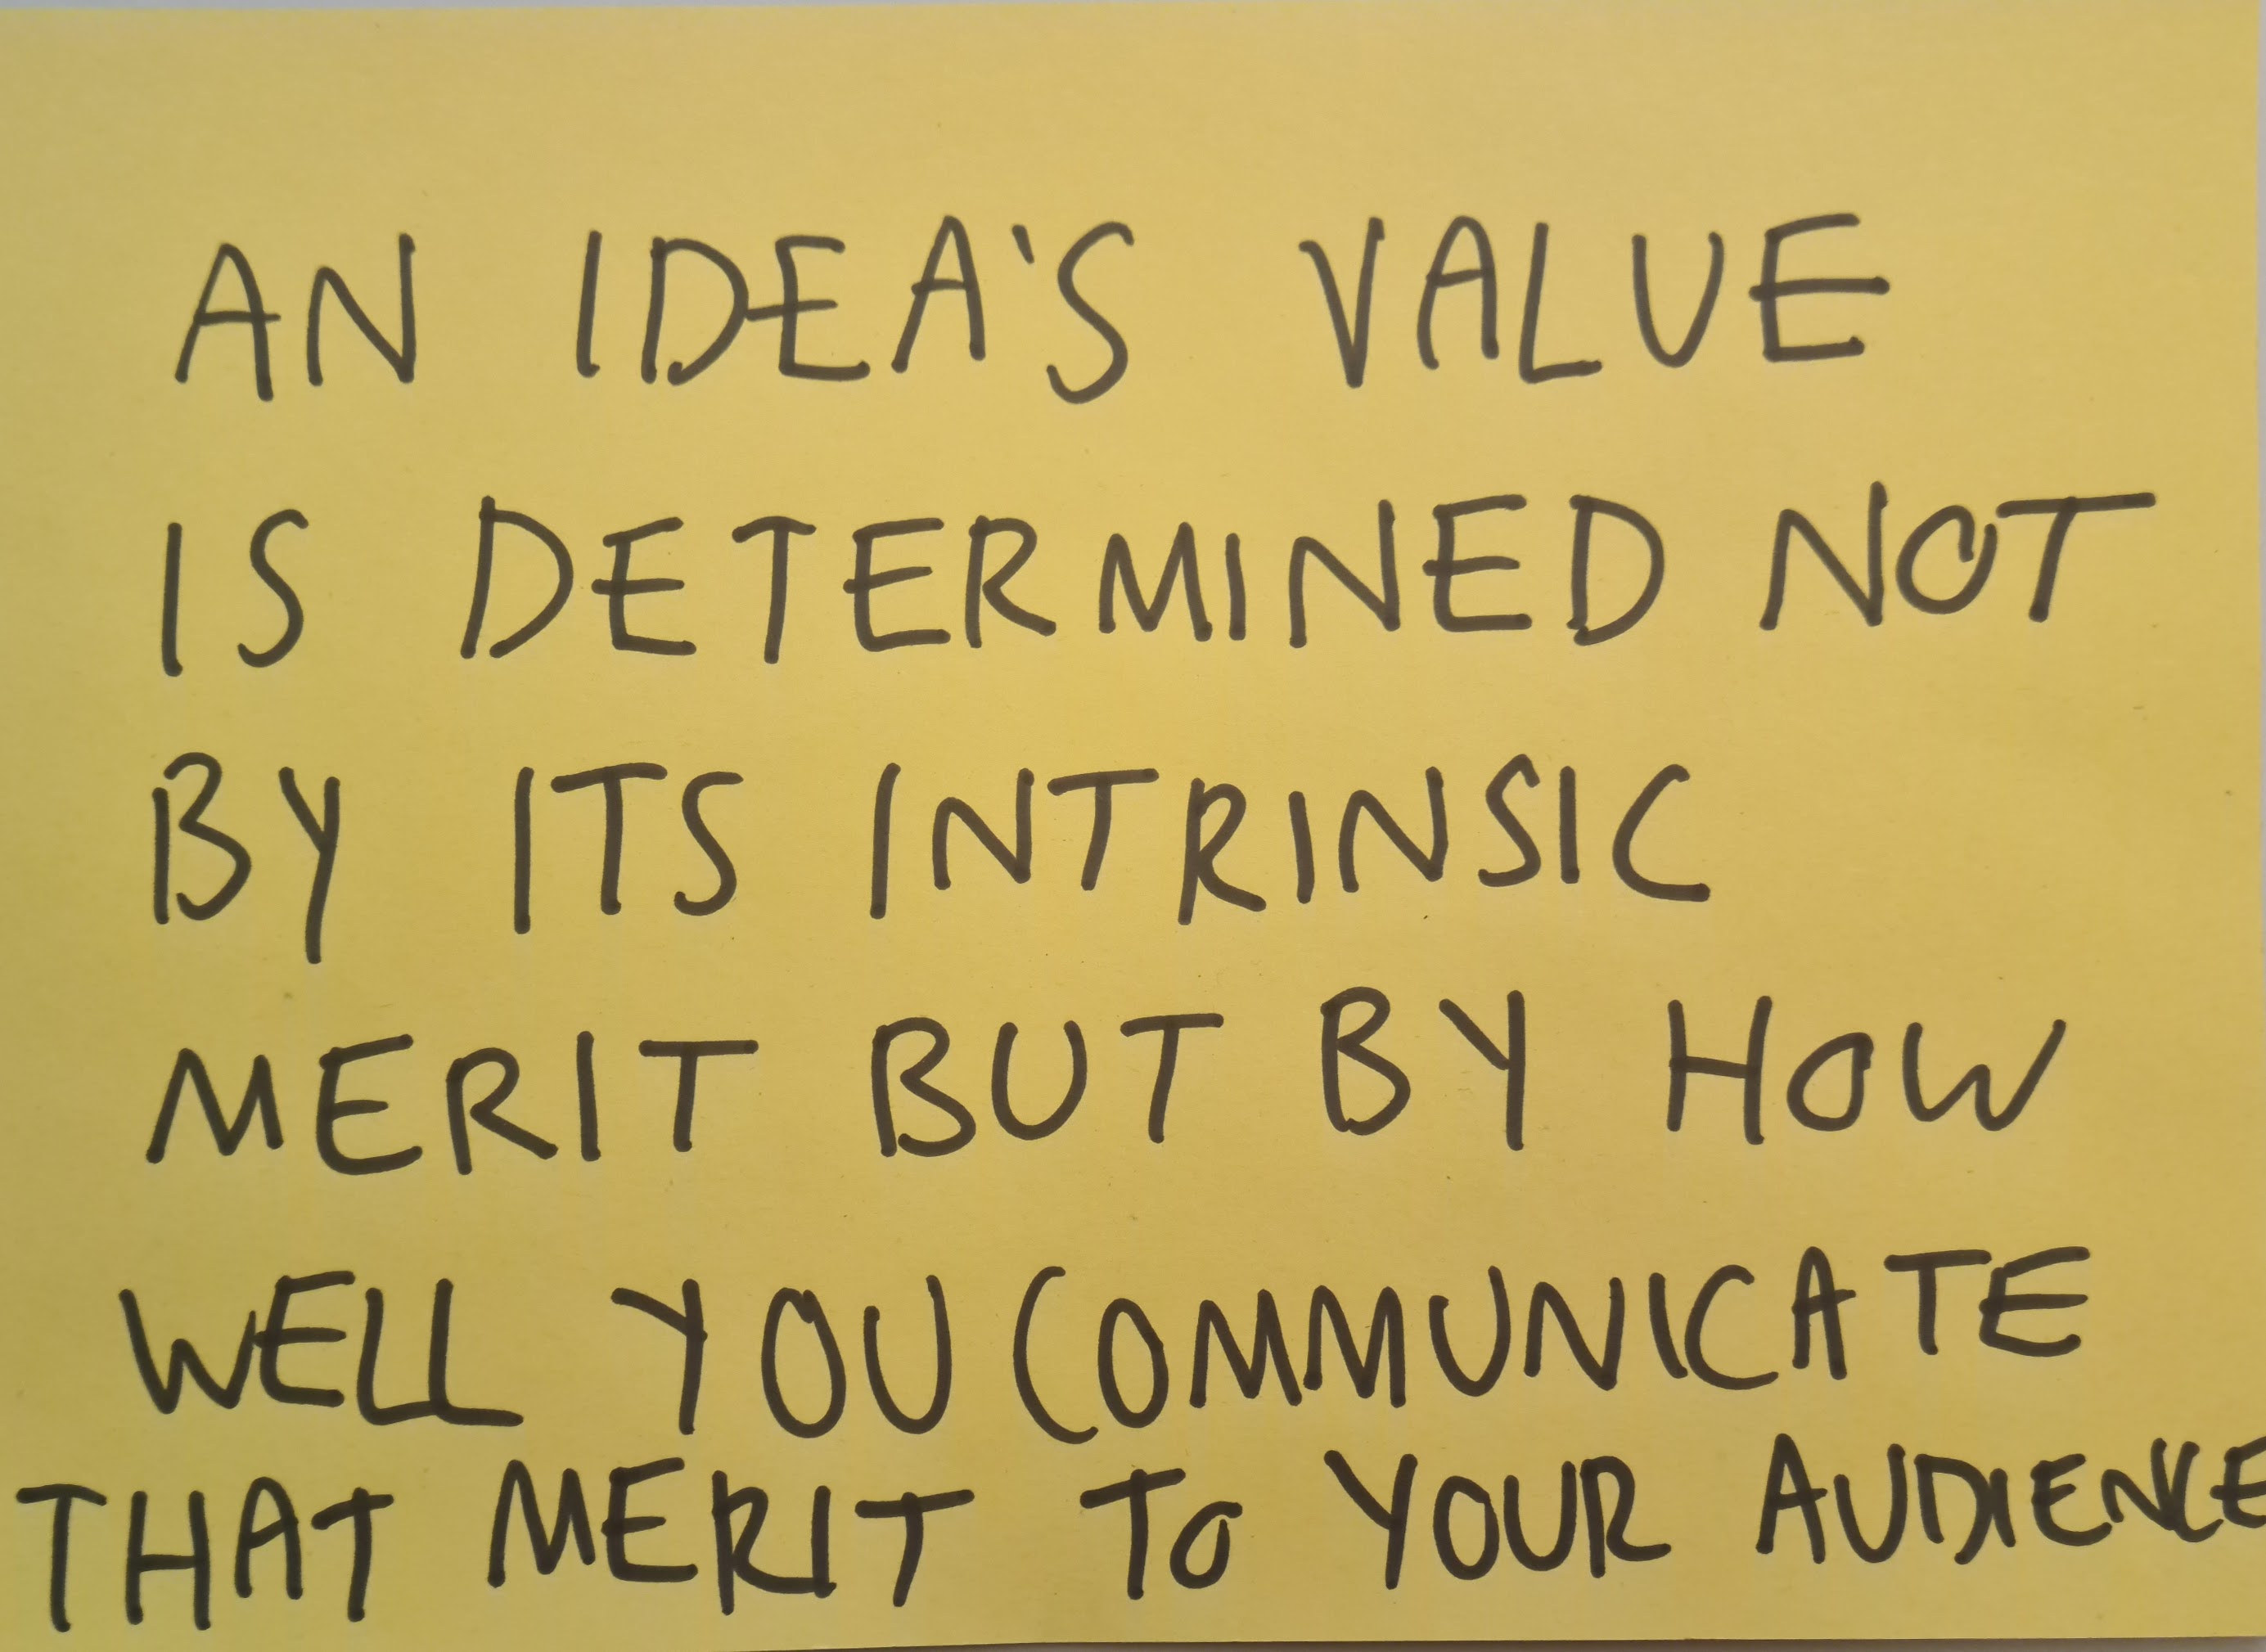 AN IDEA'S VALUE
IS DETERMINED NOT
BY ITS INTRINSIC
MERIT BUT BY HOW
WELL YOU COMMUNICATE
THAT MERIT TO YOUR AUDIENCE